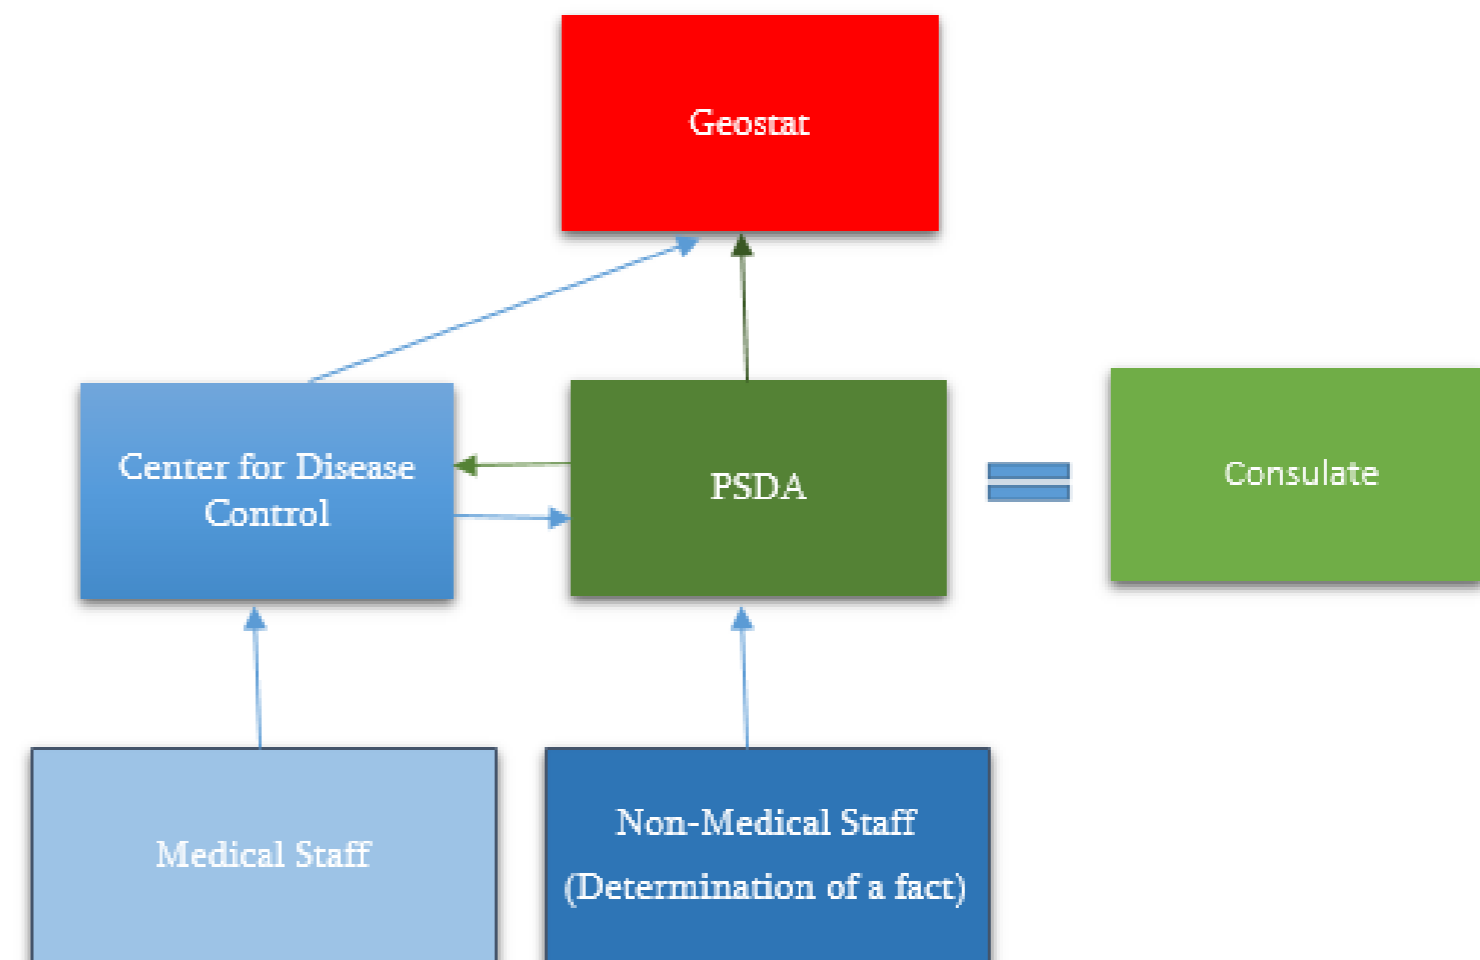 Geostat
Center for Disease
Control
PSDA
Consulate
Medical Staff
Non-Medical Staff
(Determination of a fact)